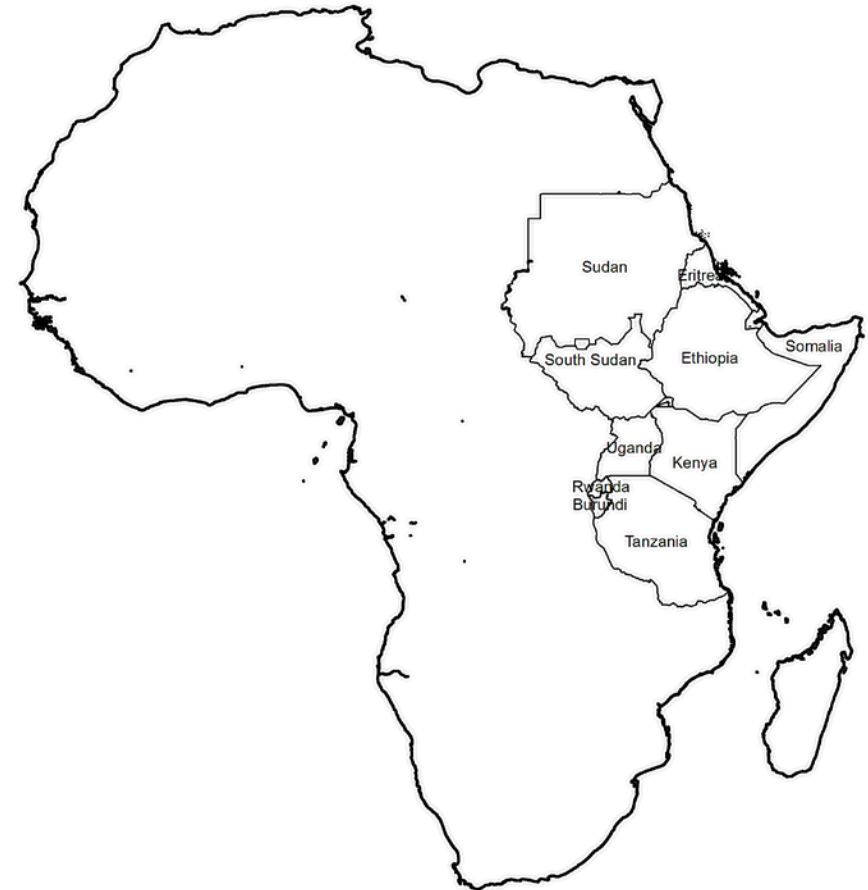 Sudan
Eritrea
Somalia
Ethiopia
South Sudan
Uganda
Kenya
Rwanda
Burundi
Tanzania